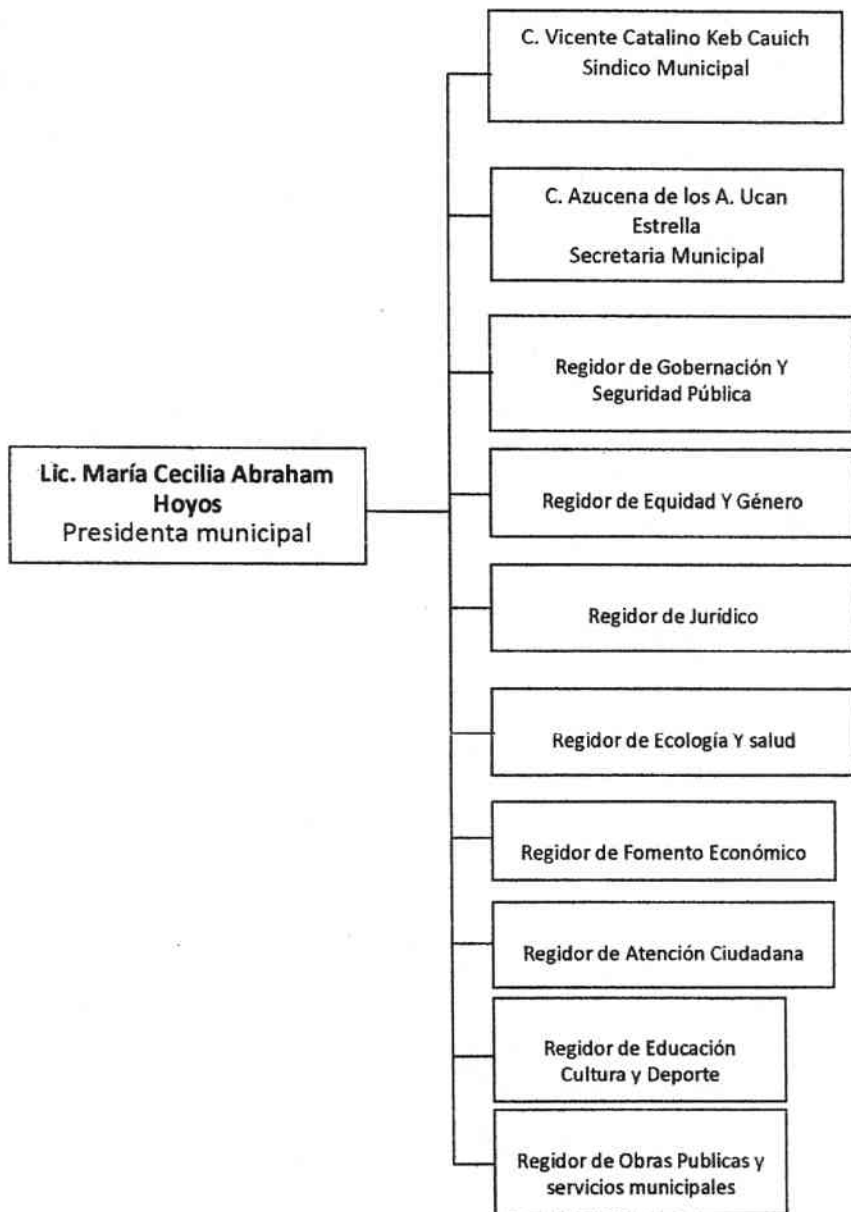 C. Vicente Catalino Keb Cauich
Sindico Municipal
C. Azucena de los A. Ucan
Estrella
Secretaria Municipal
Regidor de Gobernación Y
Seguridad Pública
Lic. María Cecilia Abraham
Hoyos
Presidenta municipal
Regidor de Equidad Y Género
Regidor de Jurídico
Regidor de Ecología Y salud
Regidor de Fomento Económico
Regidor de Atención Ciudadana
Regidor de Educación
Cultura y Deporte
Regidor de Obras Publicas y
servicios municipales